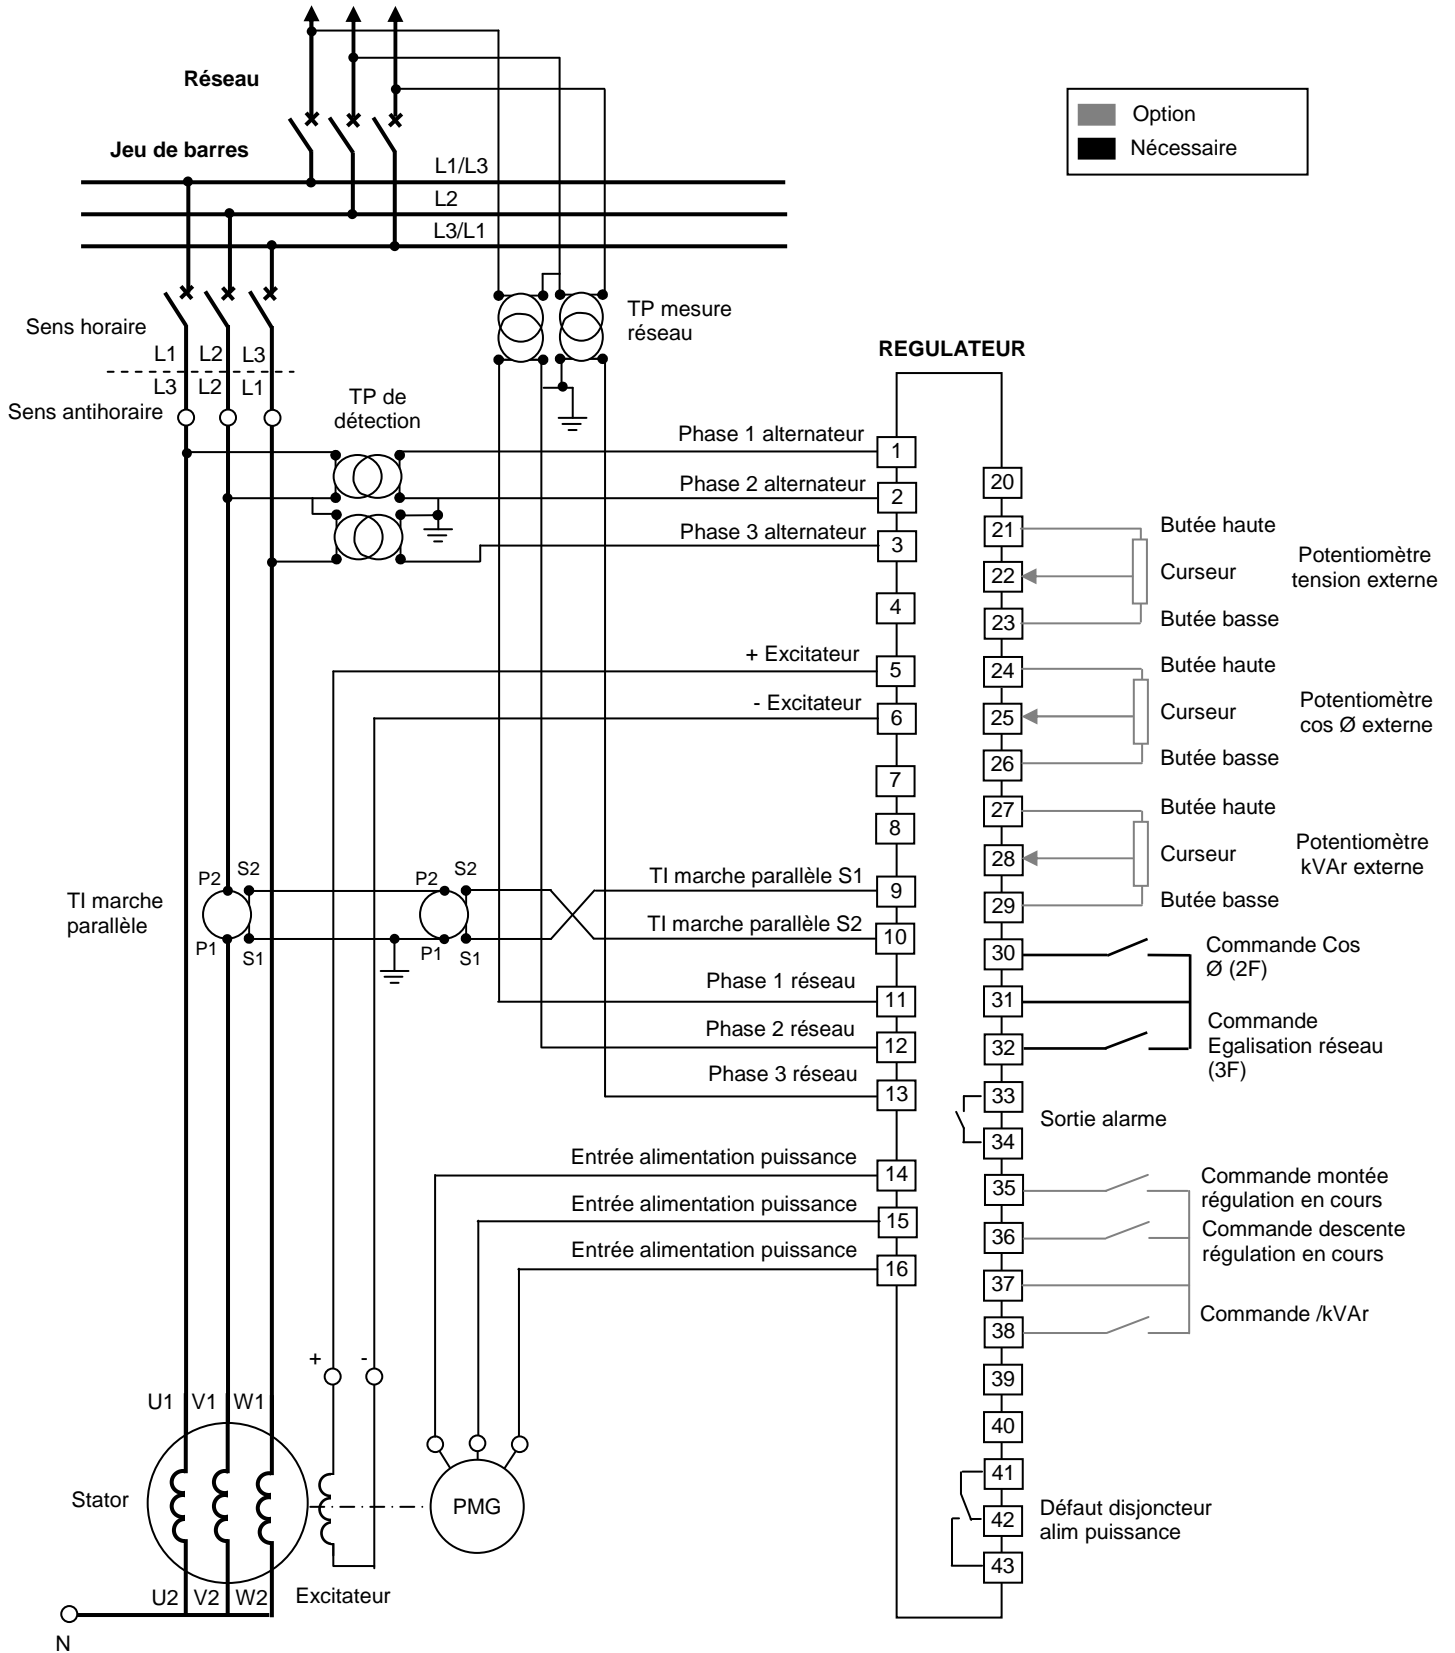 Réseau
Option
Nécessaire
Jeu de barres
L1/L3
L2
L3/L1
TP mesure
réseau
Sens horaire
L1 L2 L3
L3 L2 L1
Sens antihoraire
TP de
détection
REGULATEUR
Phase 1 alternateur
1
Phase 2 alternateur
2
Phase 3 alternateur
3
4
+ Excitateur
5
- Excitateur
6
7
8
TI marche
parallèle
P2 S2
P1 S1
P2 S2
P1 S1
TI marche parallèle S1
9
TI marche parallèle S2
10
Phase 1 réseau
11
Phase 2 réseau
12
Phase 3 réseau
13
Entrée alimentation puissance
14
Entrée alimentation puissance
15
Entrée alimentation puissance
16
20
21
Butée haute
22
Curseur
Potentiomètre
tension externe
23
Butée basse
24
Butée haute
25
Curseur
Potentiomètre
cos Ø externe
26
Butée basse
27
Butée haute
28
Curseur
Potentiomètre
kVAr externe
29
Butée basse
30
Commande Cos
Ø (2F)
31
32
Commande
Egalisation réseau
(3F)
33
Sortie alarme
34
35
Commande montée
régulation en cours
36
Commande descente
régulation en cours
37
38
Commande /kVAr
39
40
41
42
Défaut disjoncteur
alim puissance
43
+ -
U1 V1 W1
Stator
PMG
U2 V2 W2
Excitateur
N